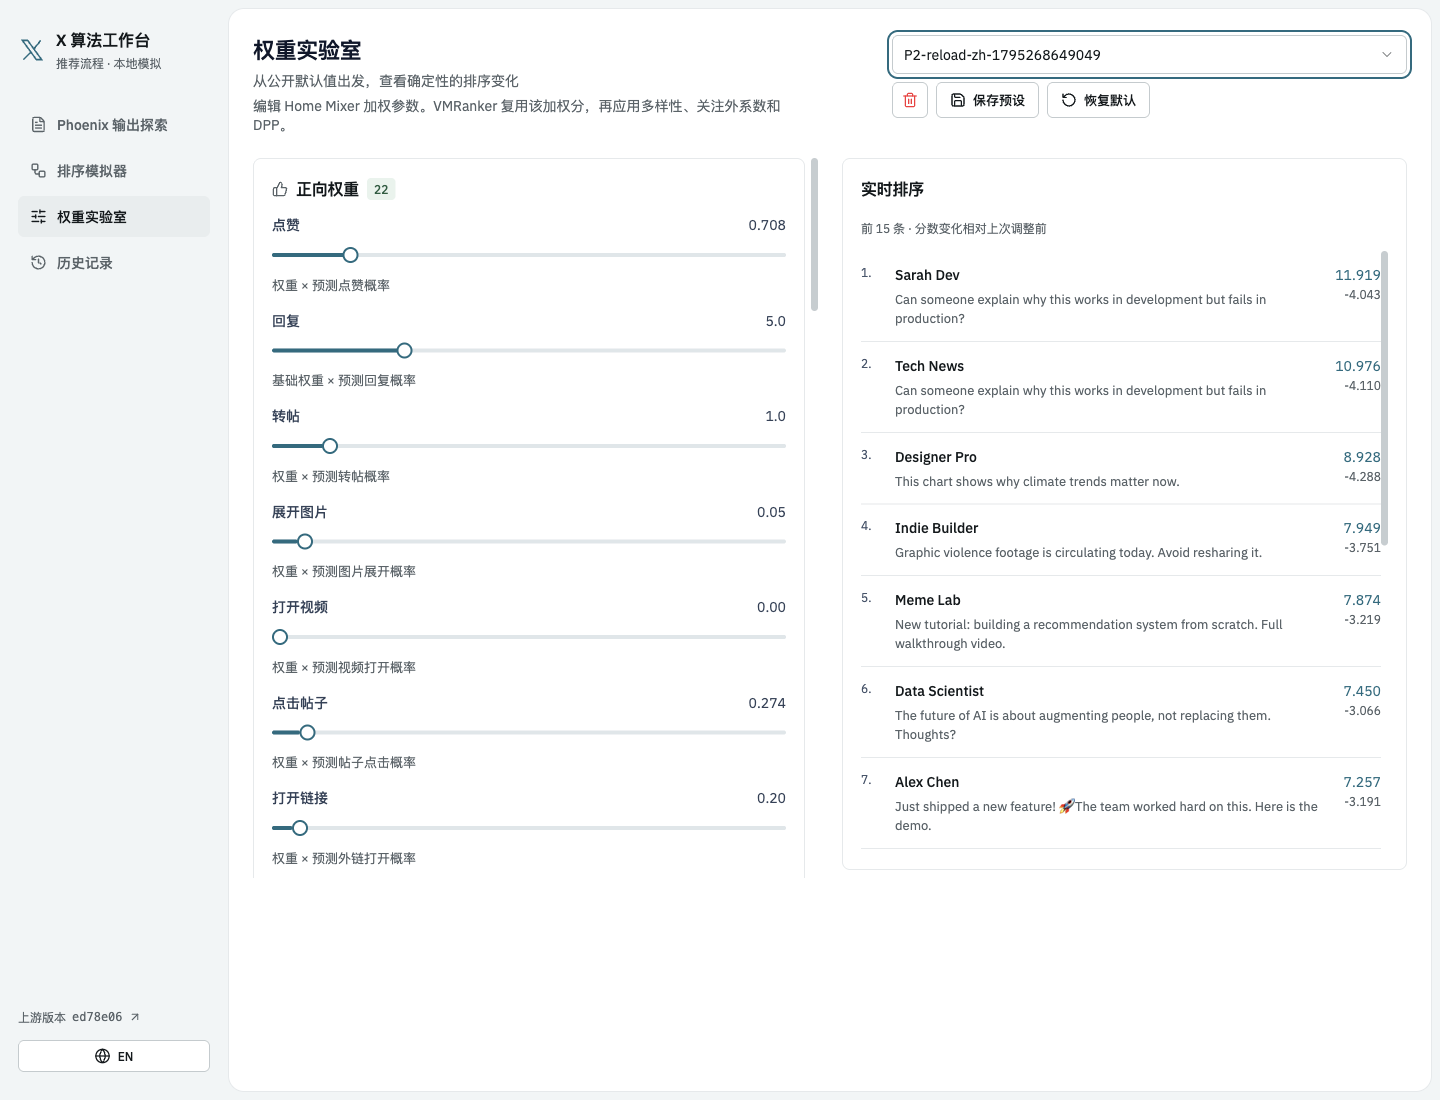 X 算法工作台
推荐流程 · 本地模拟
Phoenix 输出探索
排序模拟器
权重实验室
历史记录
上游版本 ed78e06
EN
权重实验室
从公开默认值出发，查看确定性的排序变化
编辑 Home Mixer 加权参数。VMRanker 复用该加权分，再应用多样性、关注外系数和
DPP。
P2-reload-zh-1795268649049
保存预设
恢复默认
正向权重 22
点赞 0.708
权重 × 预测点赞概率
回复 5.0
基础权重 × 预测回复概率
转帖 1.0
权重 × 预测转帖概率
展开图片 0.05
权重 × 预测图片展开概率
打开视频 0.00
权重 × 预测视频打开概率
点击帖子 0.274
权重 × 预测帖子点击概率
打开链接 0.20
权重 × 预测外链打开概率
实时排序
前 15 条 · 分数变化相对上次调整前
1. Sarah Dev 11.919
-4.043
Can someone explain why this works in development but fails in
production?
2. Tech News 10.976
-4.110
Can someone explain why this works in development but fails in
production?
3. Designer Pro 8.928
-4.288
This chart shows why climate trends matter now.
4. Indie Builder 7.949
-3.751
Graphic violence footage is circulating today. Avoid resharing it.
5. Meme Lab 7.874
-3.219
New tutorial: building a recommendation system from scratch. Full
walkthrough video.
6. Data Scientist 7.450
-3.066
The future of AI is about augmenting people, not replacing them.
Thoughts?
7. Alex Chen 7.257
-3.191
Just shipped a new feature! 🚀The team worked hard on this. Here is the
demo.